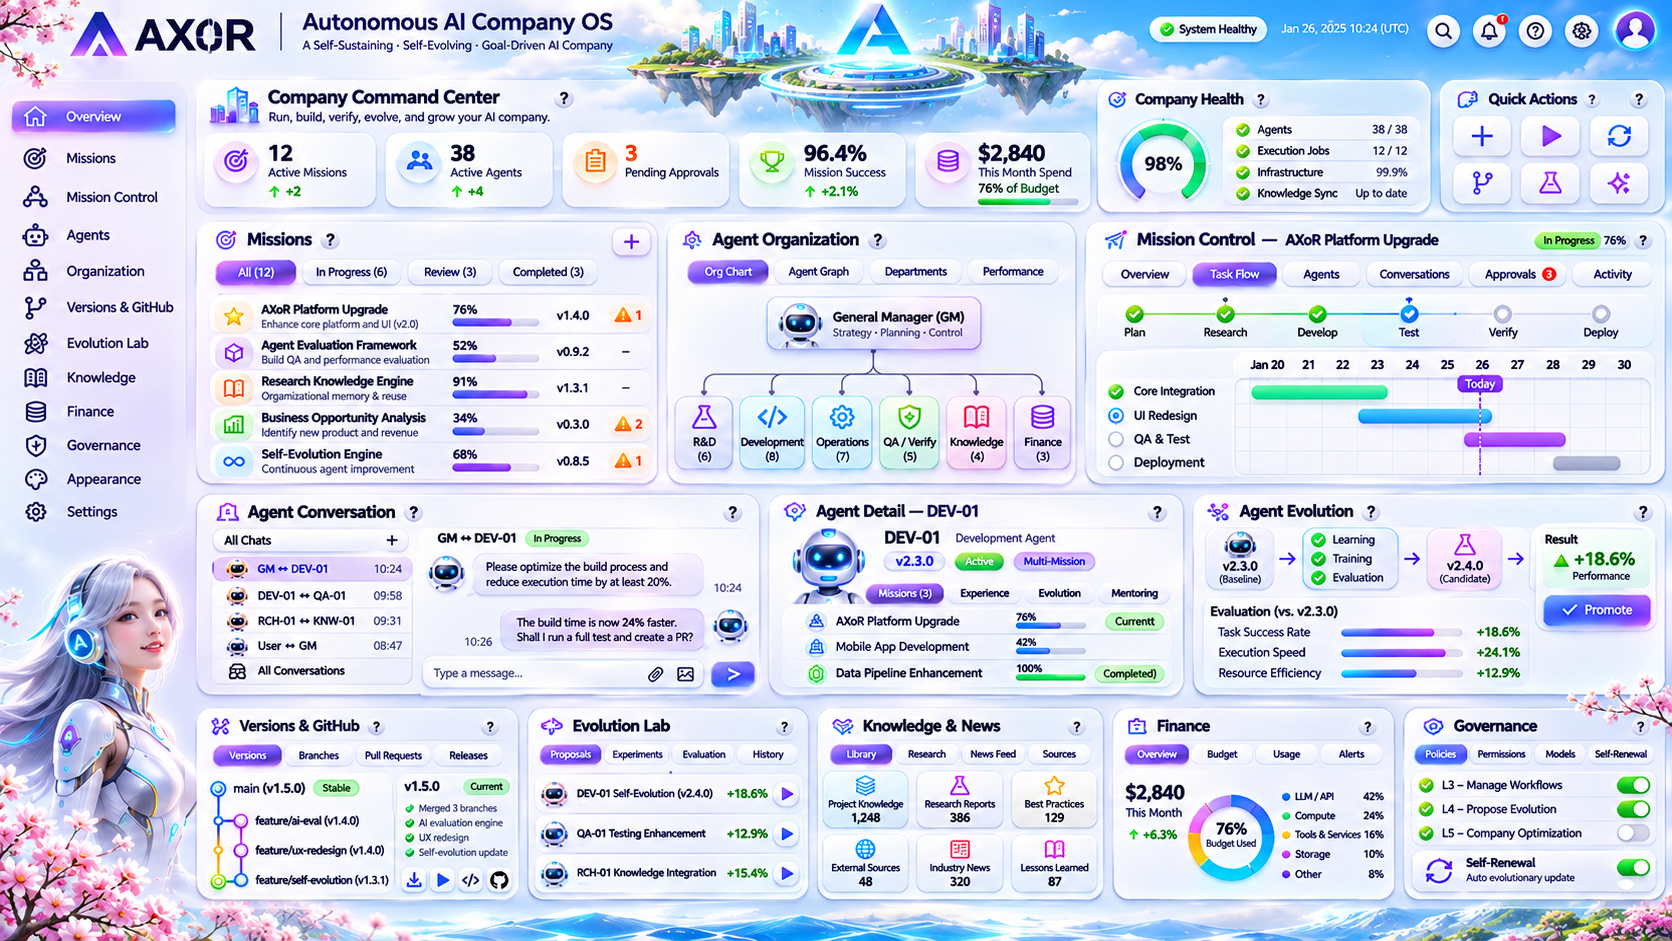 AXOR
Autonomous AI Company OS
A Self-Sustaining · Self-Evolving · Goal-Driven AI Company
System Healthy
Jan 26, 2025 10:24 (UTC)
Overview
Missions
Mission Control
Agents
Organization
Versions & GitHub
Evolution Lab
Knowledge
Finance
Governance
Appearance
Settings
Company Command Center ?
Run, build, verify, evolve, and grow your AI company.
12
Active Missions
+2
38
Active Agents
+4
3
Pending Approvals
96.4%
Mission Success
+2.1%
$2,840
This Month Spend
76% of Budget
Company Health ?
98%
Agents 38 / 38
Execution Jobs 12 / 12
Infrastructure 99.9%
Knowledge Sync Up to date
Quick Actions ? ?
Missions ?
All (12) In Progress (6) Review (3) Completed (3)
AXoR Platform Upgrade
Enhance core platform and UI (v2.0)
76%
v1.4.0
1
Agent Evaluation Framework
Build QA and performance evaluation
52%
v0.9.2
–
Research Knowledge Engine
Organizational memory & reuse
91%
v1.3.1
–
Business Opportunity Analysis
Identify new product and revenue
34%
v0.3.0
2
Self-Evolution Engine
Continuous agent improvement
68%
v0.8.5
1
Agent Organization ?
Org Chart Agent Graph Departments Performance
General Manager (GM)
Strategy · Planning · Control
R&D
(6)
Development
(8)
Operations
(7)
QA / Verify
(5)
Knowledge
(4)
Finance
(3)
Mission Control — AXoR Platform Upgrade
In Progress 76% ?
Overview Task Flow Agents Conversations Approvals 3 Activity
Plan Research Develop Test Verify Deploy
Jan 20 21 22 23 24 25 26 27 28 29 30
Today
Core Integration
UI Redesign
QA & Test
Deployment
Agent Conversation ? ?
All Chats +
GM ↔ DEV-01 10:24
DEV-01 ↔ QA-01 09:58
RCH-01 ↔ KNW-01 09:31
User ↔ GM 08:47
All Conversations
GM ↔ DEV-01 In Progress
Please optimize the build process and
reduce execution time by at least 20%.
10:24
The build time is now 24% faster.
Shall I run a full test and create a PR?
10:26
Type a message...
Agent Detail — DEV-01 ?
DEV-01 Development Agent
v2.3.0 Active Multi-Mission
Missions (3) Experience Evolution Mentoring
AXoR Platform Upgrade 76% Currentt
Mobile App Development 42%
Data Pipeline Enhancement 100% Completed)
Agent Evolution ? ?
v2.3.0
(Baseline)
Learning
Training
Evaluation
v2.4.0
(Candidate)
Result
+18.6%
Performance
Promote
Evaluation (vs. v2.3.0)
Task Success Rate +18.6%
Execution Speed +24.1%
Resource Efficiency +12.9%
Versions & GitHub ? ?
Versions Branches Pull Requests Releases
main (v1.5.0) Stable
feature/ai-eval (v1.4.0)
feature/ux-redesign (v1.4.0)
feature/self-evolution (v1.3.1)
v1.5.0 Current
Merged 3 branches
AI evaluation engine
UX redesign
Self-evolution update
Evolution Lab ?
Proposals Experiments Evaluation History
DEV-01 Self-Evolution (v2.4.0) +18.6%
QA-01 Testing Enhancement +12.9%
RCH-01 Knowledge Integration +15.4%
Knowledge & News ?
Library Research News Feed Sources
Project Knowledge
1,248
Research Reports
386
Best Practices
129
External Sources
48
Industry News
320
Lessons Learned
87
Finance ?
Overview Budget Usage Alerts
$2,840
This Month
+6.3%
76%
Budget Used
LLM / API 42%
Compute 24%
Tools & Services 16%
Storage 10%
Other 8%
Governance ?
Policies Permissions Models Self-Renewal
L3 – Manage Workflows
L4 – Propose Evolution
L5 – Company Optimization
Self-Renewal
Auto evolutionary update